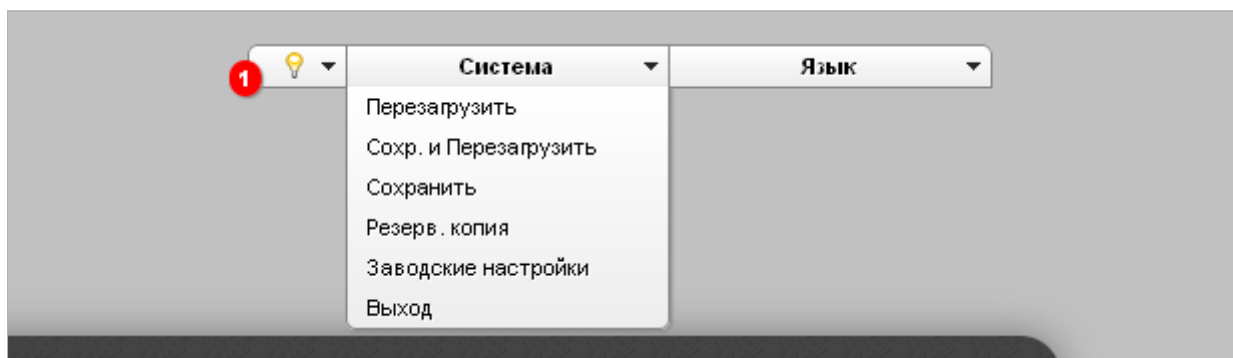 1
Система
Язык
Перезагрузить
Сохр. и Перезагрузить
Сохранить
Резерв. копия
Заводские настройки
Выход